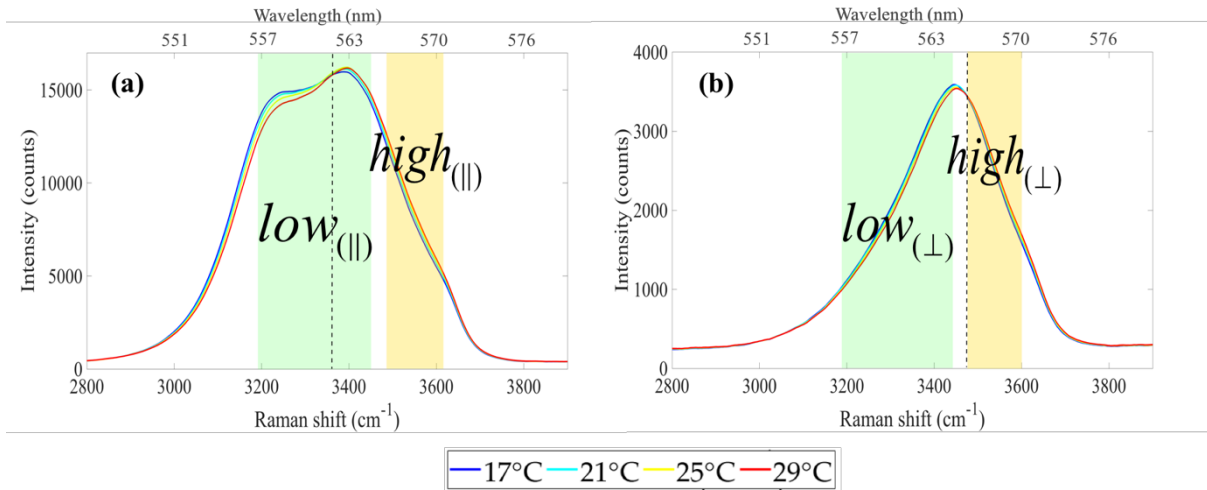 Wavelength (nm)
551 557 563 570 576
(a)
15000
10000
5000
0
Intensity (counts)
low(||)
high(||)
2800 3000 3200 3400 3600 3800
Raman shift (cm-1)
Wavelength (nm)
551 557 563 570 576
(b)
4000
3000
2000
1000
0
Intensity (counts)
low(⊥)
high(⊥)
2800 3000 3200 3400 3600 3800
Raman shift (cm-1)
17°C 21°C 25°C 29°C